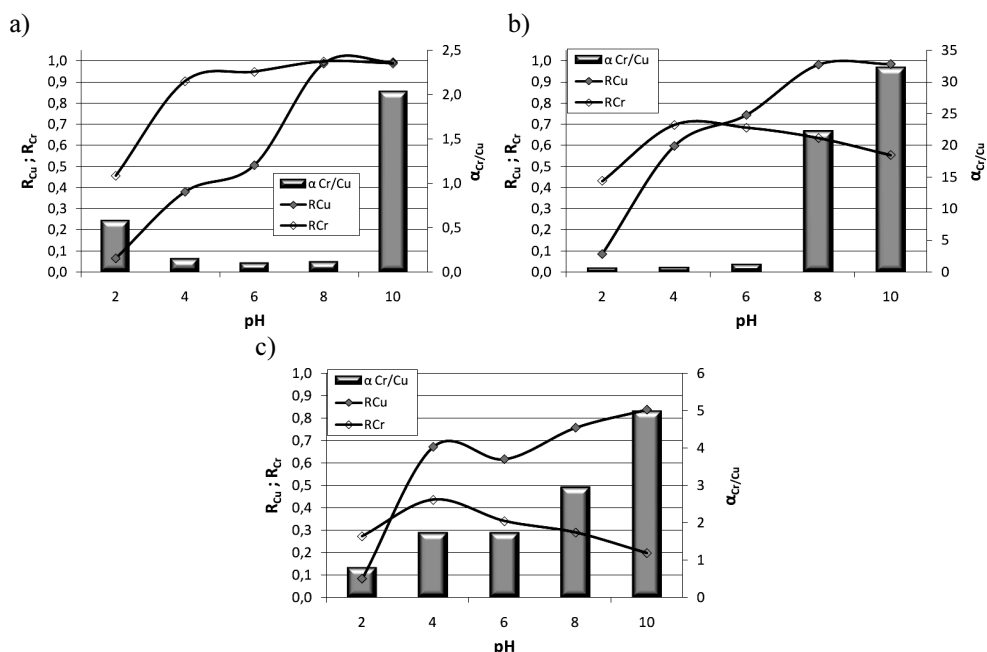 a)
R_Cu ; R_Cr
1,0
0,9
0,8
0,7
0,6
0,5
0,4
0,3
0,2
0,1
0,0
2,5
2,0
1,5
1,0
0,5
0,0
α_Cr/Cu
α Cr/Cu
RCu
RCr
2 4 6 8 10
pH
b)
R_Cu ; R_Cr
1,0
0,9
0,8
0,7
0,6
0,5
0,4
0,3
0,2
0,1
0,0
α Cr/Cu
RCu
RCr
35
30
25
20
15
10
5
0
α_Cr/Cu
2 4 6 8 10
pH
c)
R_Cu ; R_Cr
1,0
0,9
0,8
0,7
0,6
0,5
0,4
0,3
0,2
0,1
0,0
α Cr/Cu
RCu
RCr
6
5
4
3
2
1
0
α_Cr/Cu
2 4 6 8 10
pH